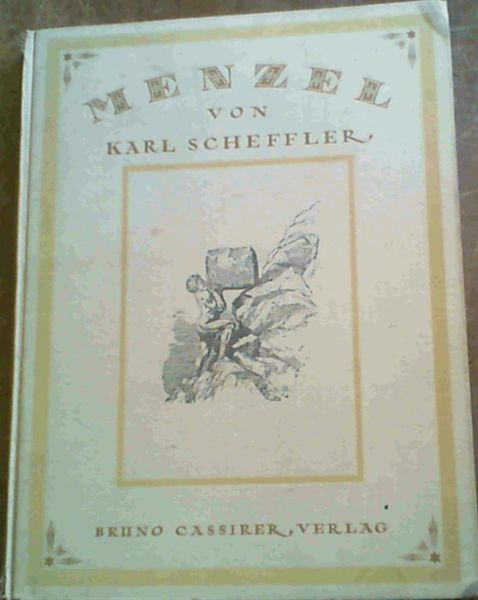 MENZEL
VON
KARL SCHEFFLER
BRUNO CASSIRER, VERLAG